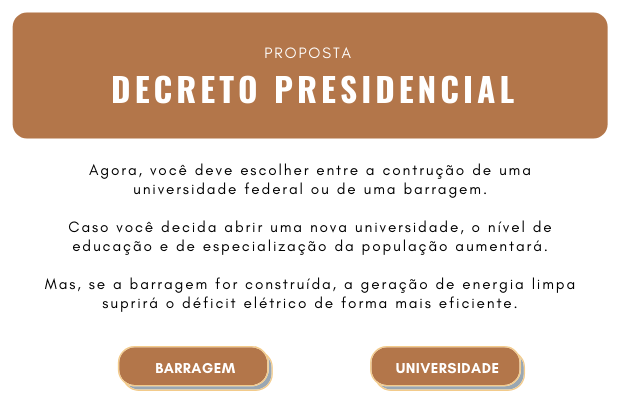 PROPOSTA
DECRETO PRESIDENCIAL
Agora, você deve escolher entre a contrução de uma
universidade federal ou de uma barragem.
Caso você decida abrir uma nova universidade, o nível de
educação e de especialização da população aumentará.
Mas, se a barragem for construída, a geração de energia limpa
suprirá o déficit elétrico de forma mais eficiente.
BARRAGEM
UNIVERSIDADE